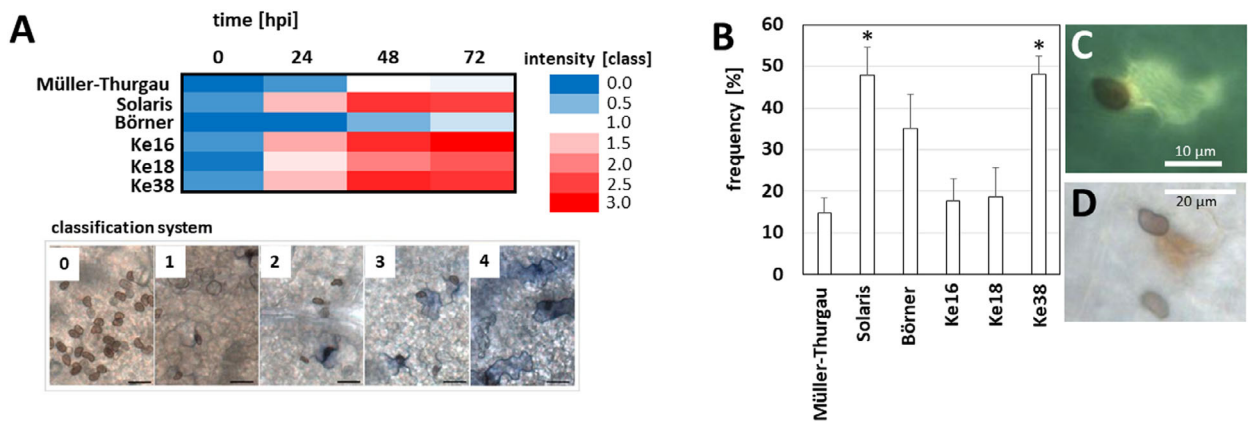 A
time [hpi]
0 24 48 72
intensity [class]
Müller-Thurgau
Solaris
Börner
Ke16
Ke18
Ke38
0.0
0.5
1.0
1.5
2.0
2.5
3.0
classification system
0 1 2 3 4
B
frequency [%]
60
50
40
30
20
10
0
* *
Müller-Thurgau
Solaris
Börner
Ke16
Ke18
Ke38
C
10 µm
D
20 µm